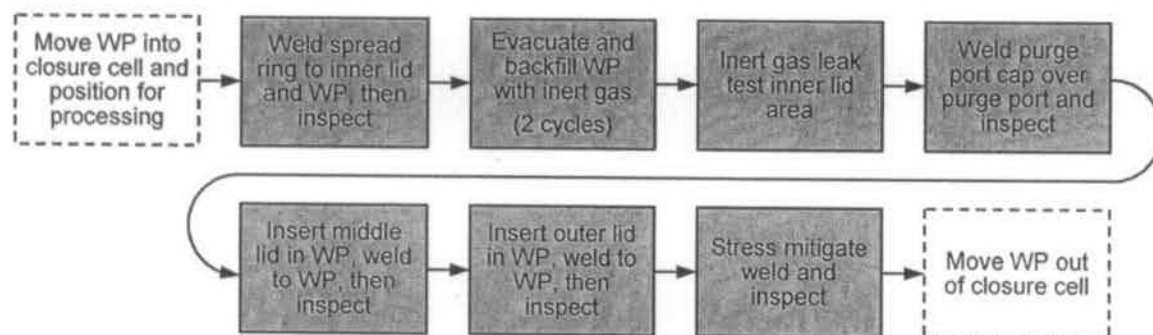 Move WP into
closure cell and
position for
processing
Weld spread
ring to inner lid
and WP, then
inspect
Evacuate and
backfill WP
with inert gas
(2 cycles)
Inert gas leak
test inner lid
area
Weld purge
port cap over
purge port and
inspect
Insert middle
lid in WP, weld
to WP, then
inspect
Insert outer lid
in WP, weld to
WP, then
inspect
Stress mitigate
weld and
inspect
Move WP out
of closure cell